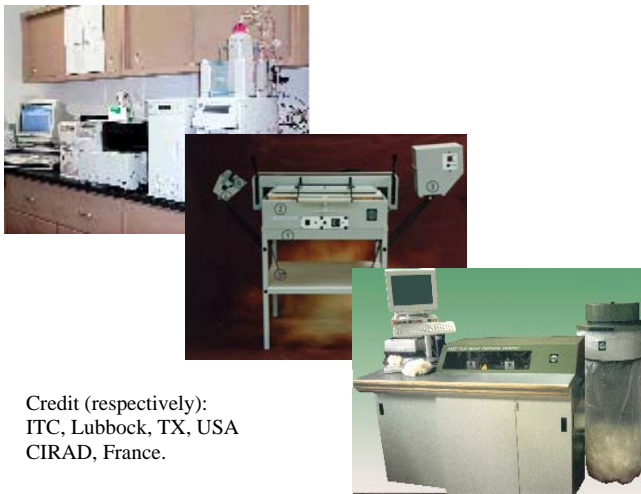 Credit (respectively):
ITC, Lubbock, TX, USA
CIRAD, France.